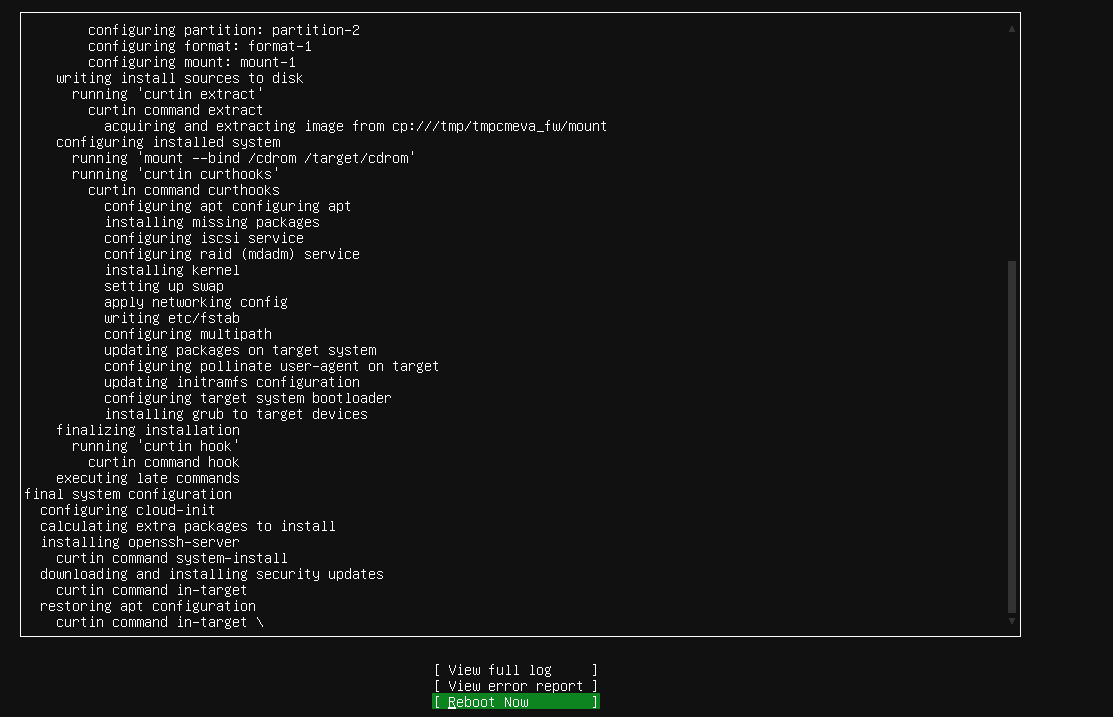 configuring partition: partition-2
configuring format: format-1
configuring mount: mount-1
writing install sources to disk
running 'curtin extract'
curtin command extract
acquiring and extracting image from cp:///tmp/tmpcmeva_fw/mount
configuring installed system
running 'mount --bind /cdrom /target/cdrom'
running 'curtin curthooks'
curtin command curthooks
configuring apt configuring apt
installing missing packages
configuring iscsi service
configuring raid (mdadm) service
installing kernel
setting up swap
apply networking config
writing etc/fstab
configuring multipath
updating packages on target system
configuring pollinate user-agent on target
updating initramfs configuration
configuring target system bootloader
installing grub to target devices
finalizing installation
running 'curtin hook'
curtin command hook
executing late commands
final system configuration
configuring cloud-init
calculating extra packages to install
installing openssh-server
curtin command system-install
downloading and installing security updates
curtin command in-target
restoring apt configuration
curtin command in-target \
[ View full log ]
[ View error report ]
[ Reboot Now ]